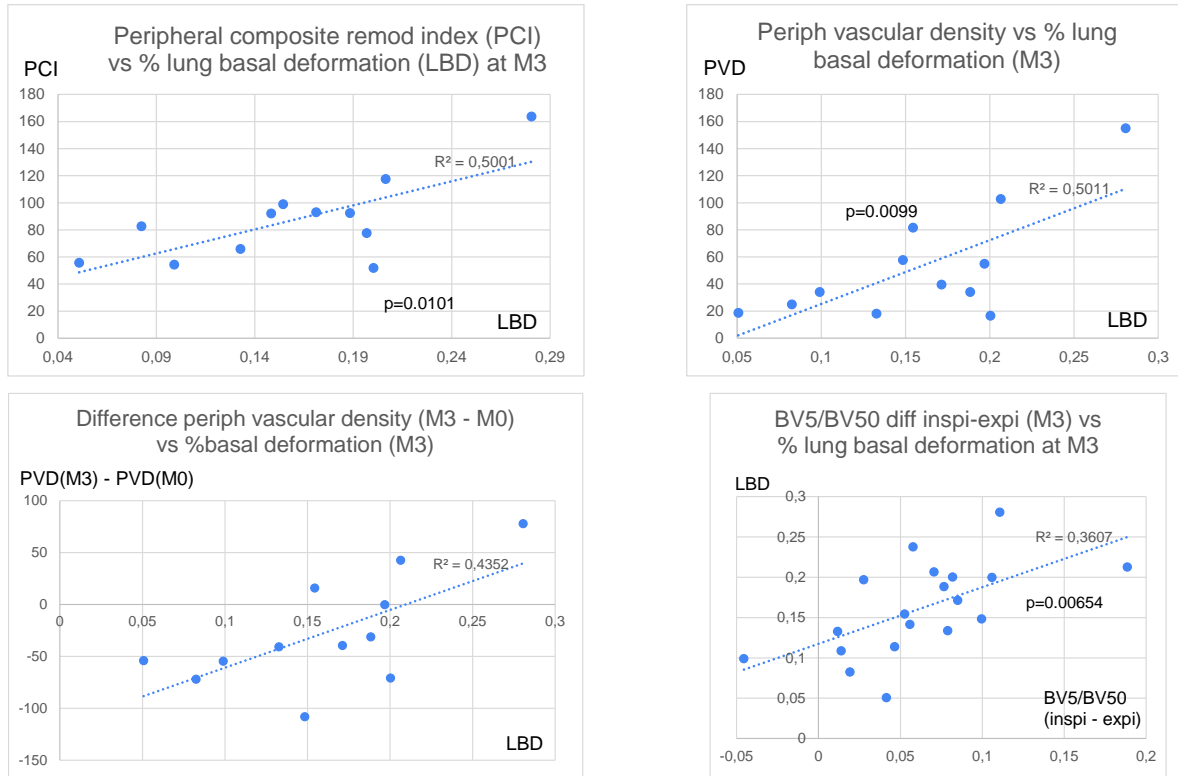 Peripheral composite remod index (PCI)
vs % lung basal deformation (LBD) at M3
PCI
180
160
140
120
100
80
60
40
20
0
R² = 0,5001
p=0.0101
LBD
0,04 0,09 0,14 0,19 0,24 0,29
Periph vascular density vs % lung
basal deformation (M3)
PVD
180
160
140
120
100
80
60
40
20
0
R² = 0,5011
p=0.0099
LBD
0,05 0,1 0,15 0,2 0,25 0,3
Difference periph vascular density (M3 - M0)
vs %basal deformation (M3)
PVD(M3) - PVD(M0)
100
50
0
-50
-100
-150
R² = 0,4352
0 0,05 0,1 0,15 0,2 0,25 0,3
LBD
BV5/BV50 diff inspi-expi (M3) vs
% lung basal deformation at M3
LBD
0,3
0,25
0,2
0,15
0,1
0,05
0
R² = 0,3607
p=0.00654
BV5/BV50
(inspi - expi)
-0,05 0 0,05 0,1 0,15 0,2